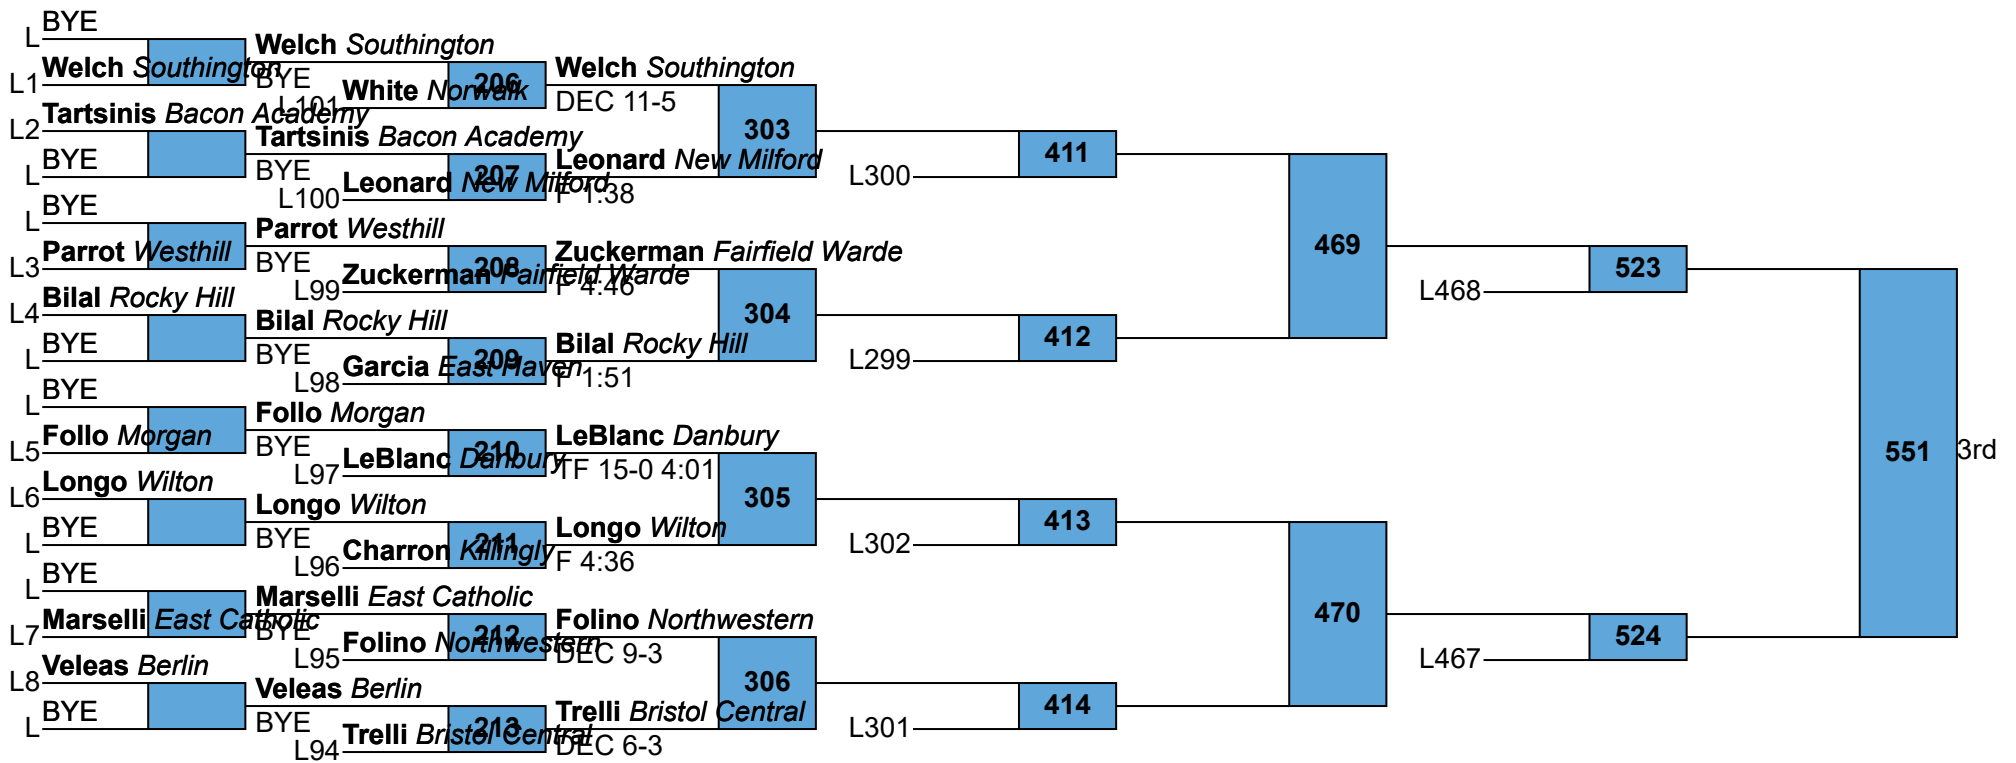 BYE
L
Welch Southington
L1
Tartsinis Bacon Academy
L2
BYE
L
BYE
L
Parrot Westhill
L3
Bilal Rocky Hill
L4
BYE
L
BYE
L
Follo Morgan
L5
Longo Wilton
L6
BYE
L
BYE
L
Marselli East Catholic
L7
Veleas Berlin
L8
BYE
L
Welch Southington
BYE
L101
White Norwalk
206
Tartsinis Bacon Academy
BYE
L100
Leonard New Milford
207
Parrot Westhill
BYE
L99
Zuckerman Fairfield Warde
208
Bilal Rocky Hill
BYE
L98
Garcia East Haven
209
Follo Morgan
BYE
L97
LeBlanc Danbury
210
Longo Wilton
BYE
L96
Charron Killingly
211
Marselli East Catholic
BYE
L95
Folino Northwestern
212
Veleas Berlin
BYE
L94
Trelli Bristol Central
213
Welch Southington
DEC 11-5
303
Leonard New Milford
F 1:38
Zuckerman Fairfield Warde
F 4:46
304
Bilal Rocky Hill
F 1:51
LeBlanc Danbury
TF 15-0 4:01
305
Longo Wilton
F 4:36
Folino Northwestern
DEC 9-3
306
Trelli Bristol Central
DEC 6-3
L300
411
L299
412
L302
413
L301
414
469
470
L468
523
L467
524
551
3rd